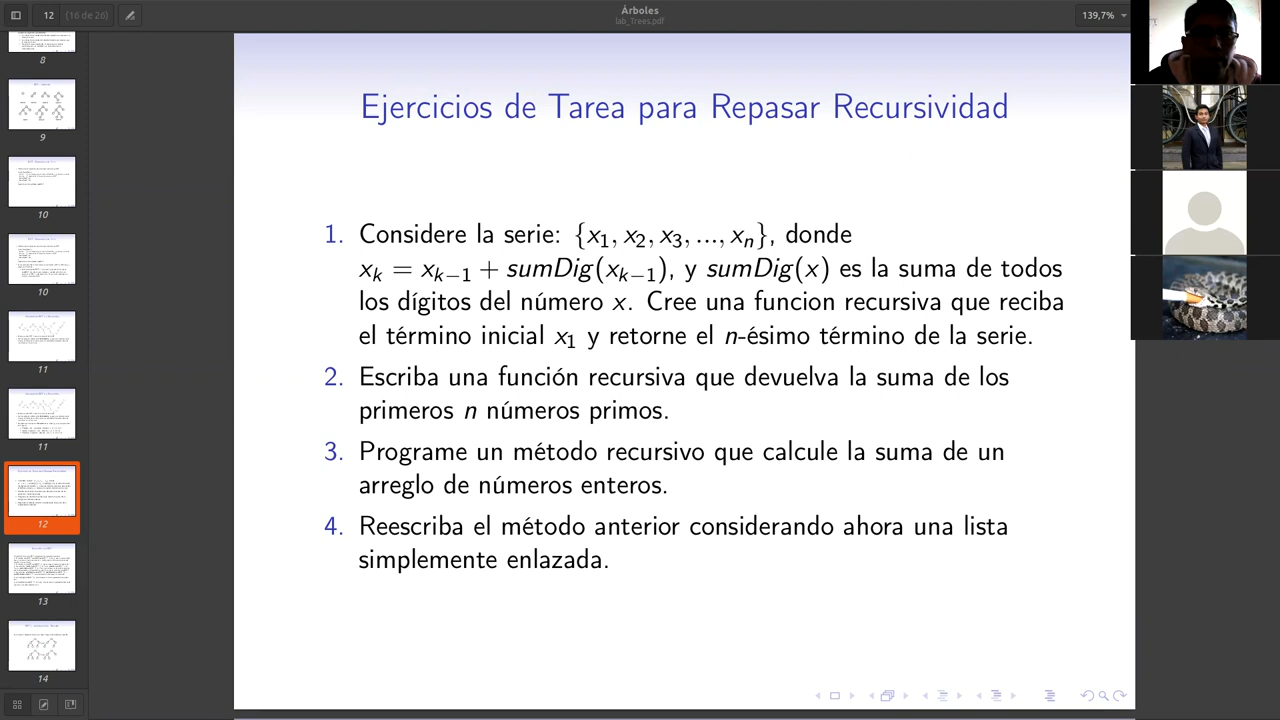 12 (16 de 26)
Árboles
lab_Trees.pdf
139,7%
8
9
10
10
11
11
12
13
14
Ejercicios de Tarea para Repasar Recursividad
1. Considere la serie: {x₁, x₂, x₃, ..., xₙ}, donde
xₖ = xₖ₋₁ + sumDig(xₖ₋₁), y sumDig(x) es la suma de todos
los dígitos del número x. Cree una funcion recursiva que reciba
el término inicial x₁ y retorne el n-ésimo término de la serie.
2. Escriba una función recursiva que devuelva la suma de los
primeros n números primos.
3. Programe un método recursivo que calcule la suma de un
arreglo de números enteros.
4. Reescriba el método anterior considerando ahora una lista
simplemente enlazada.